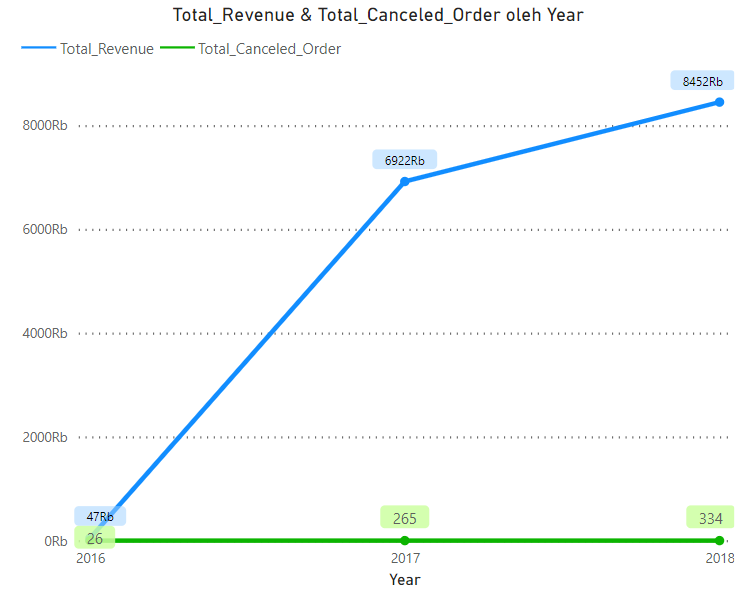 Total_Revenue & Total_Canceled_Order oleh Year
Total_Revenue Total_Canceled_Order
8452Rb
8000Rb
6922Rb
6000Rb
4000Rb
2000Rb
47Rb
265
334
26
0Rb
2016
2017
2018
Year